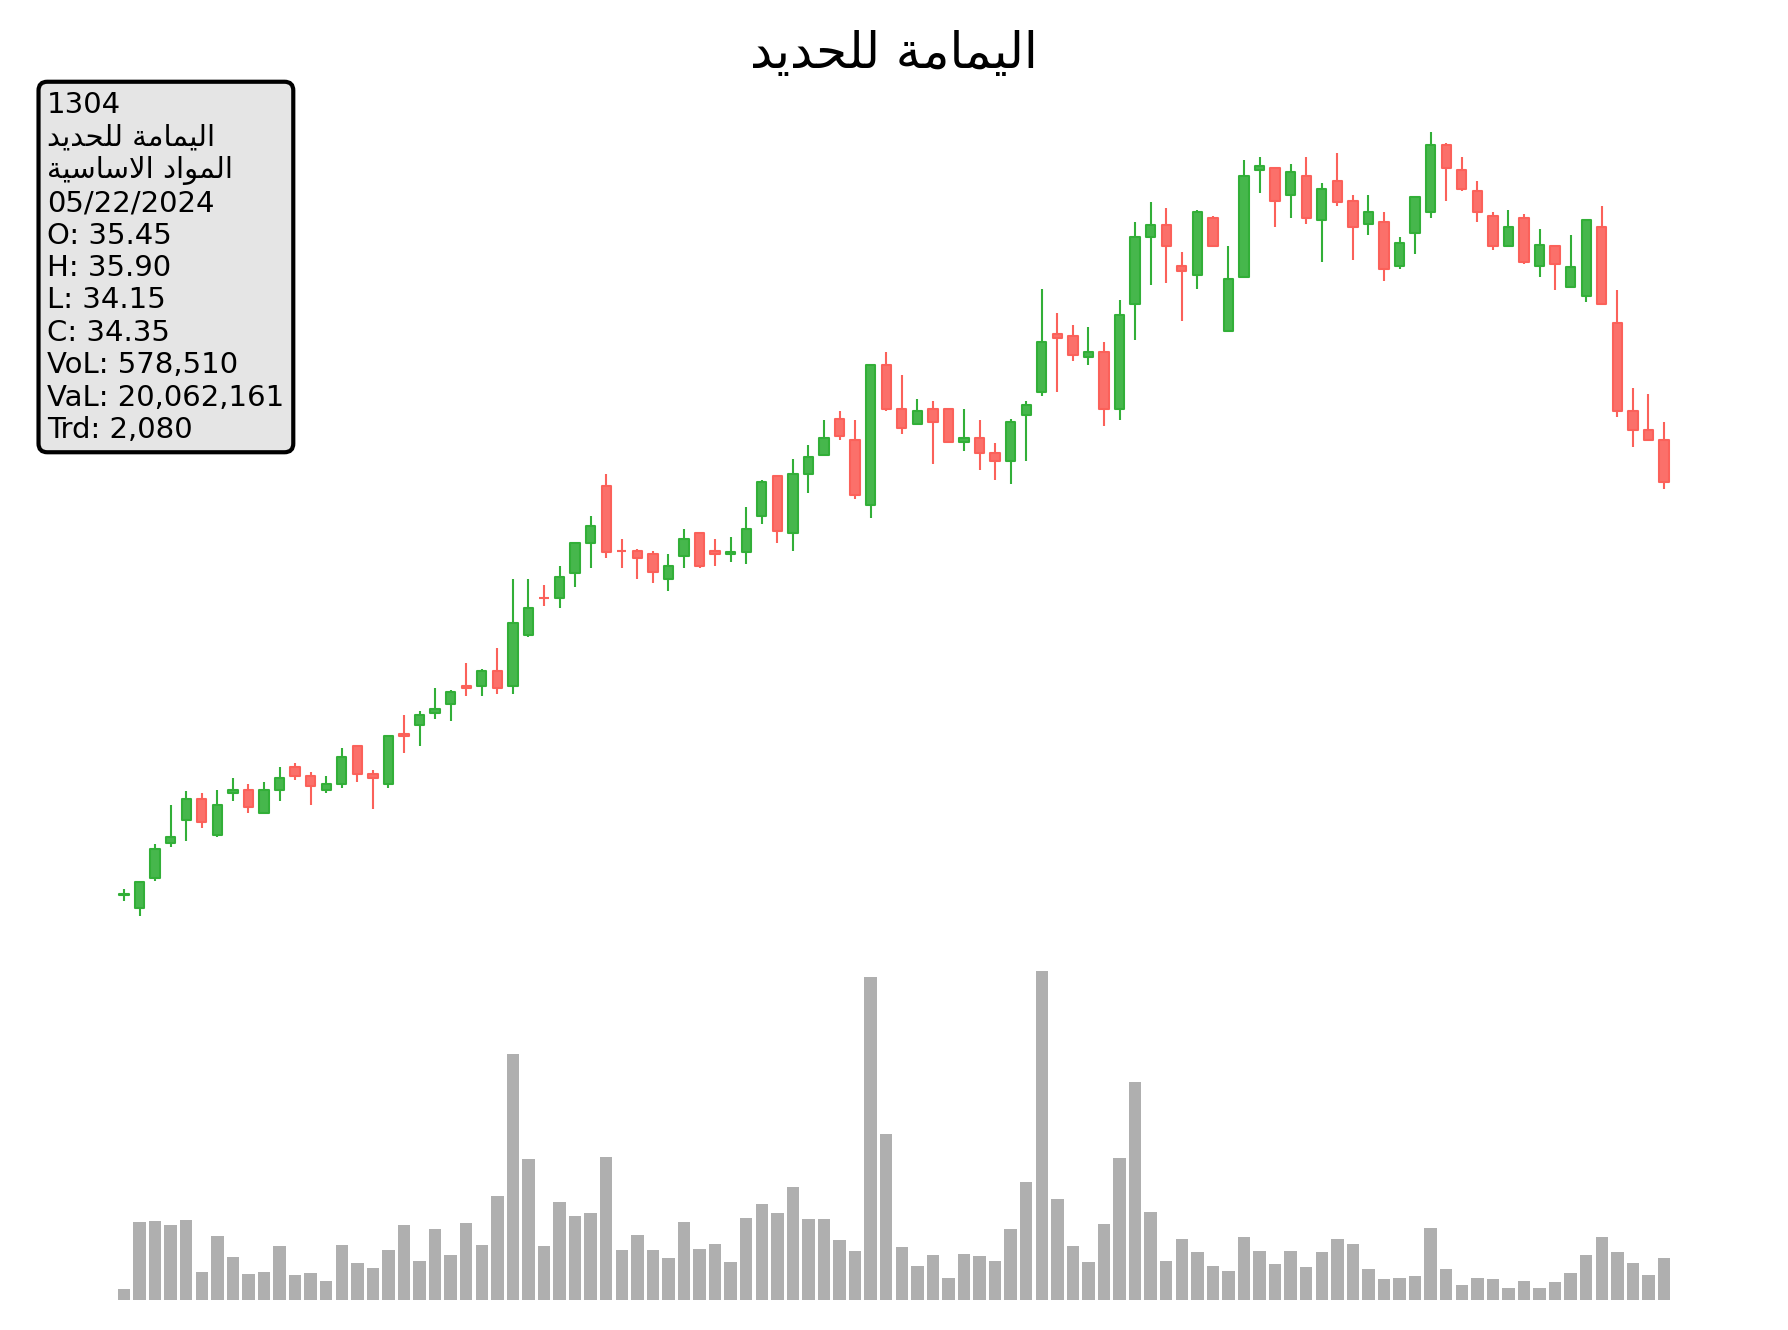 اليمامة للحديد
1304
اليمامة للحديد
المواد الاساسية
05/22/2024
O: 35.45
H: 35.90
L: 34.15
C: 34.35
VoL: 578,510
VaL: 20,062,161
Trd: 2,080